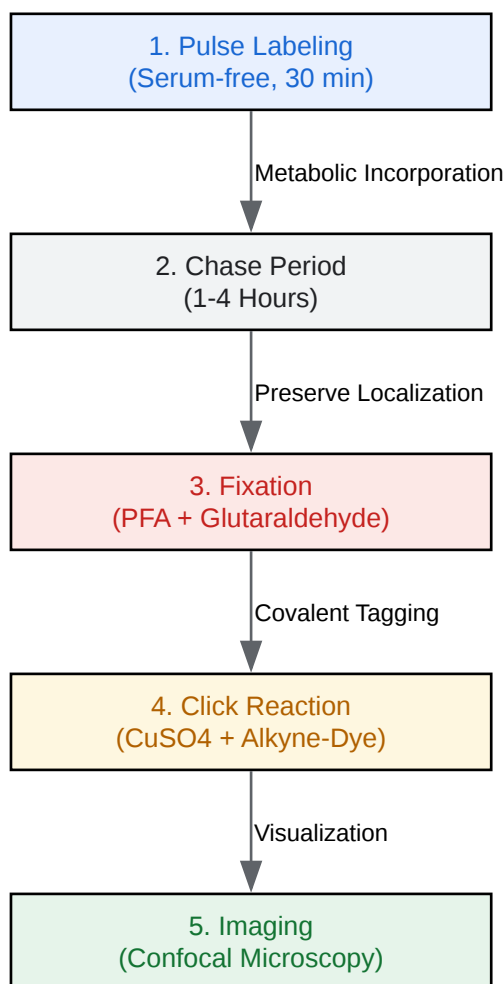 1. Pulse Labeling
(Serum-free, 30 min)
Metabolic Incorporation
2. Chase Period
(1-4 Hours)
Preserve Localization
3. Fixation
(PFA + Glutaraldehyde)
Covalent Tagging
4. Click Reaction
(CuSO4 + Alkyne-Dye)
Visualization
5. Imaging
(Confocal Microscopy)